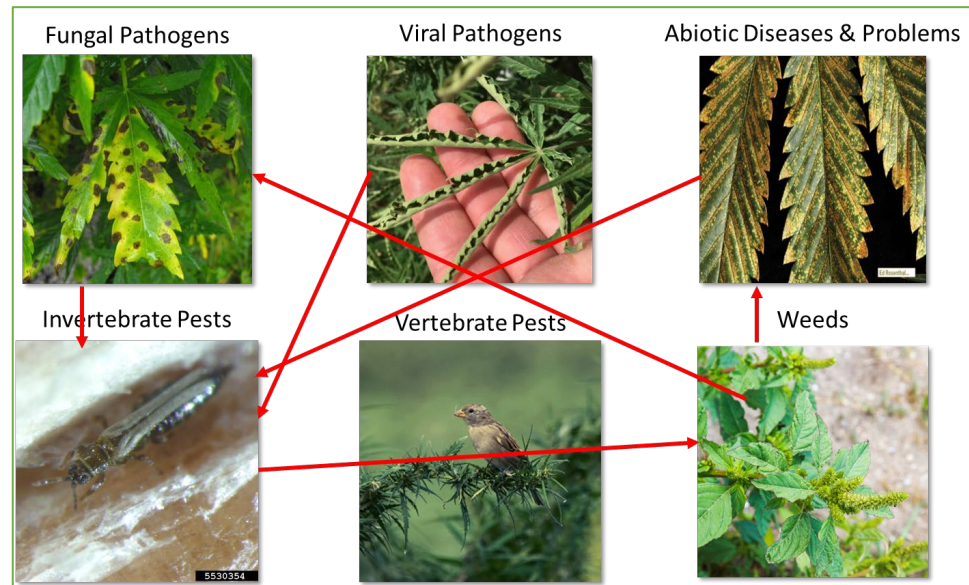 Fungal Pathogens
Viral Pathogens
Abiotic Diseases & Problems
Invertebrate Pests
Vertebrate Pests
Weeds
5530354